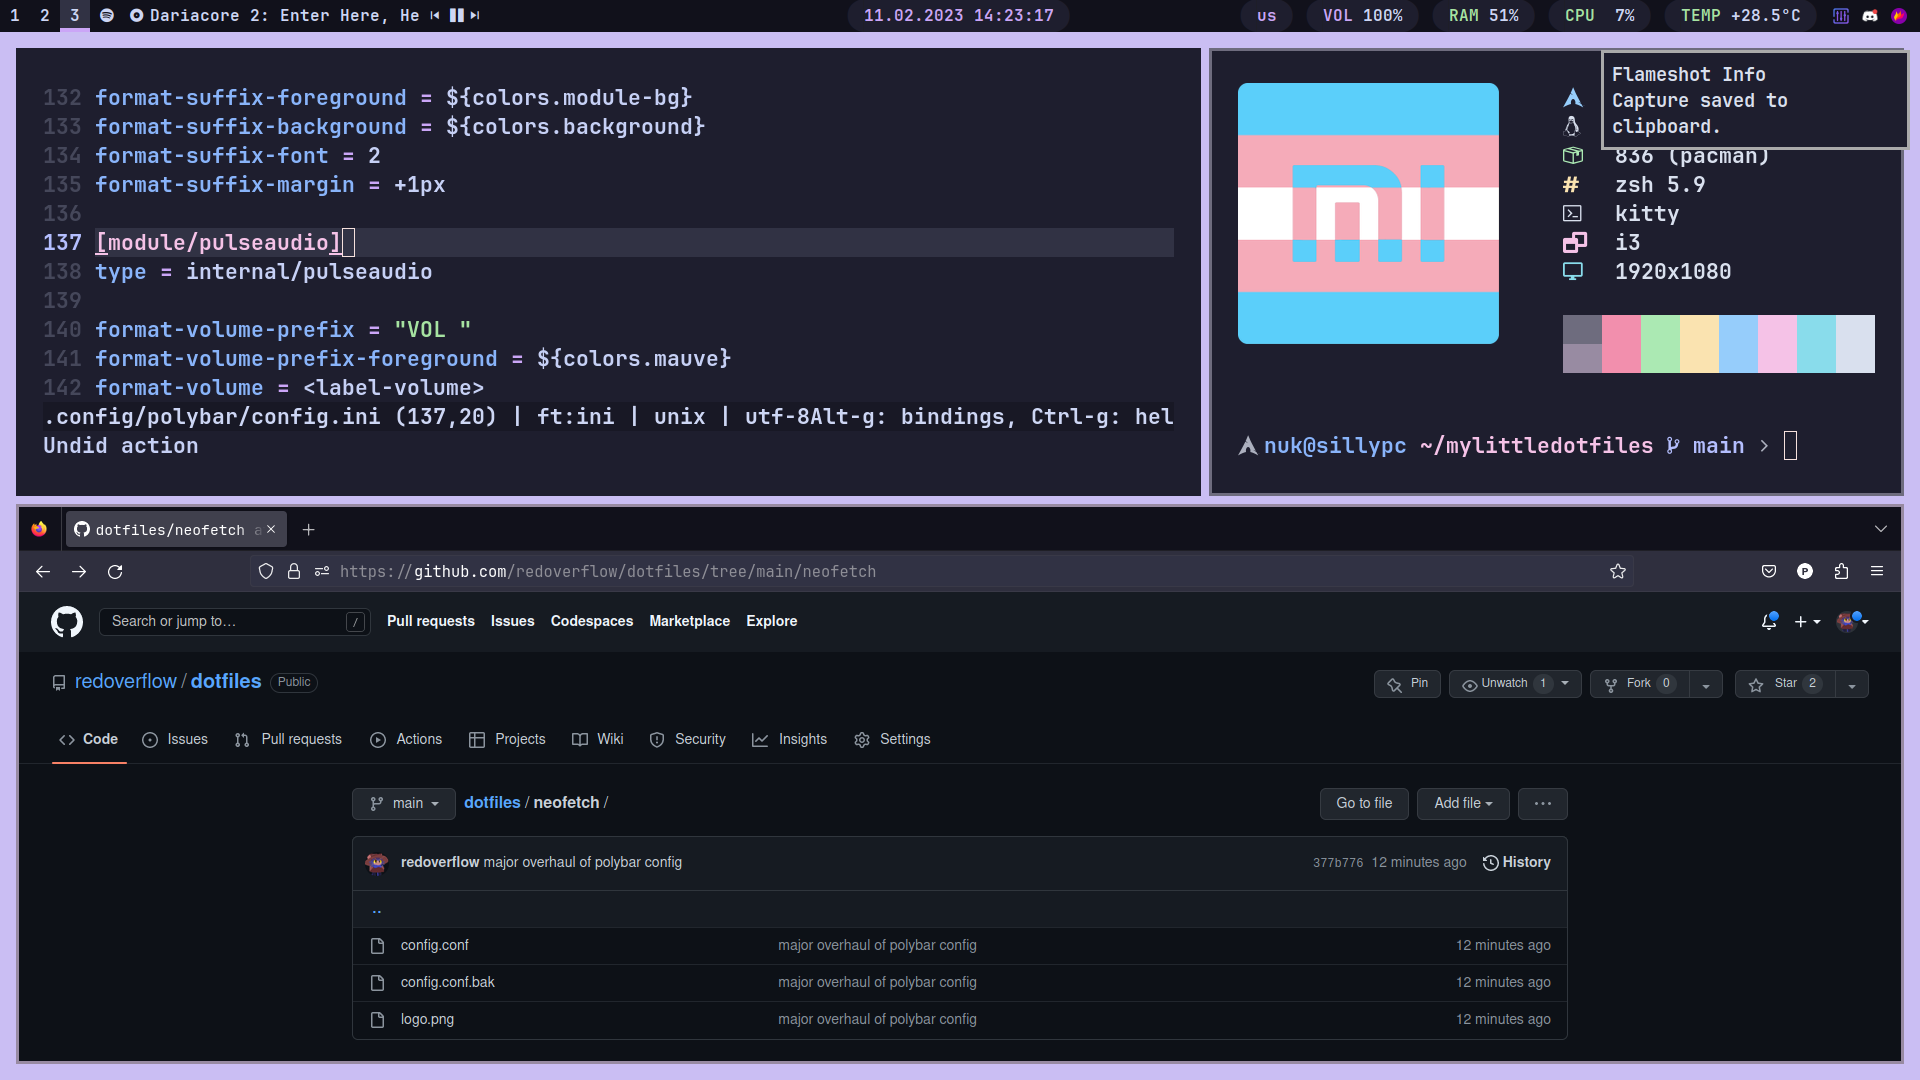 1 2 3 Dariacore 2: Enter Here, He
11.02.2023 14:23:17
us VOL 100% RAM 51% CPU 7% TEMP +28.5°C
132 format-suffix-foreground = ${colors.module-bg}
133 format-suffix-background = ${colors.background}
134 format-suffix-font = 2
135 format-suffix-margin = +1px
136
137 [module/pulseaudio]
138 type = internal/pulseaudio
139
140 format-volume-prefix = "VOL "
141 format-volume-prefix-foreground = ${colors.mauve}
142 format-volume = <label-volume>
.config/polybar/config.ini (137,20) | ft:ini | unix | utf-8Alt-g: bindings, Ctrl-g: hel
Undid action
Flameshot Info
Capture saved to
clipboard.
mi
836 (pacman)
# zsh 5.9
kitty
i3
1920x1080
nuk@sillypc ~/mylittledotfiles main >
dotfiles/neofetch a
https://github.com/redoverflow/dotfiles/tree/main/neofetch
P
Search or jump to… / Pull requests Issues Codespaces Marketplace Explore
redoverflow / dotfiles Public
Pin Unwatch 1 Fork 0 Star 2
Code Issues Pull requests Actions Projects Wiki Security Insights Settings
main dotfiles / neofetch / Go to file Add file ...
redoverflow major overhaul of polybar config 377b776 12 minutes ago History
..
config.conf major overhaul of polybar config 12 minutes ago
config.conf.bak major overhaul of polybar config 12 minutes ago
logo.png major overhaul of polybar config 12 minutes ago